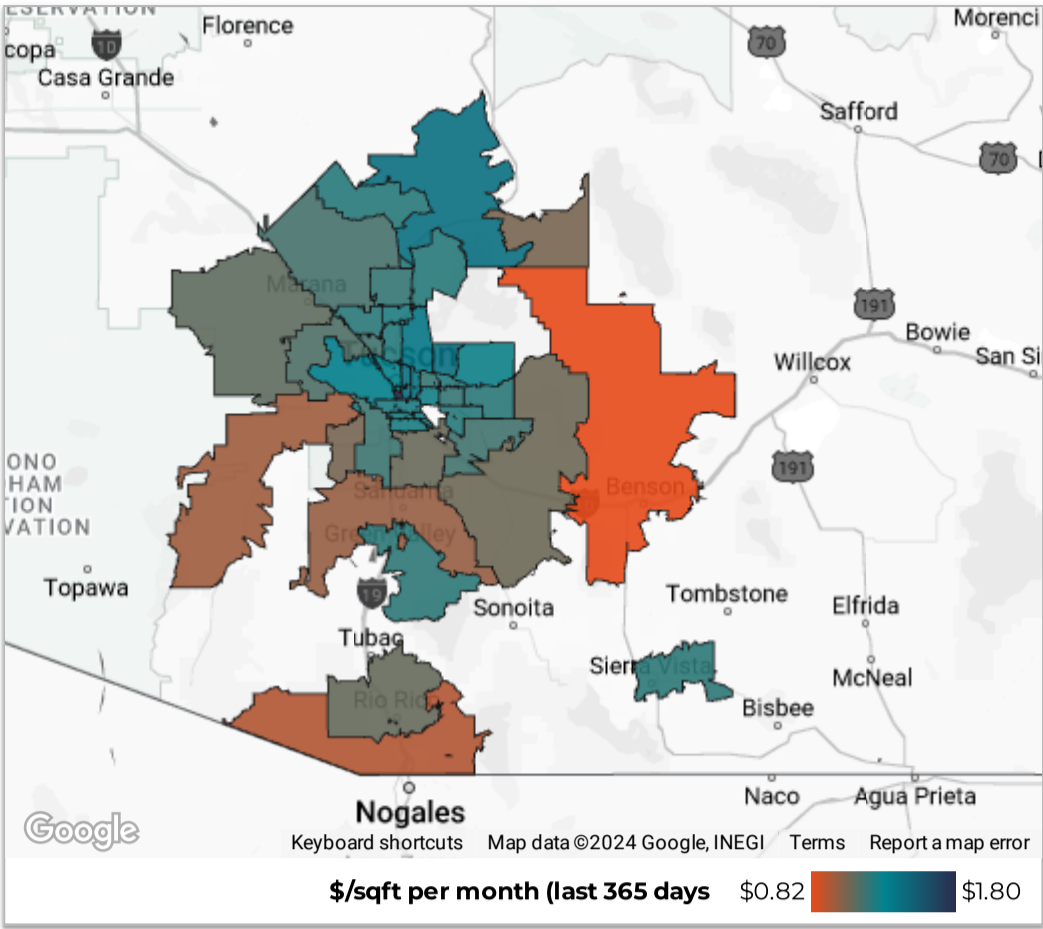 ESERVATION
Florence
Morenci
copa
10
70
Casa Grande
Safford
70
Marana
191
Bowie
Tucson
Willcox
San Si
ONO
HAM
TION
VATION
191
Sahuarita
Benson
Green Valley
Topawa
19
Sonoita
Tombstone
Elfrida
Tubac
Sierra Vista
McNeal
Rio Rico
Bisbee
Nogales
Naco
Agua Prieta
Google
Keyboard shortcuts Map data ©2024 Google, INEGI Terms Report a map error
$/sqft per month (last 365 days $0.82 $1.80